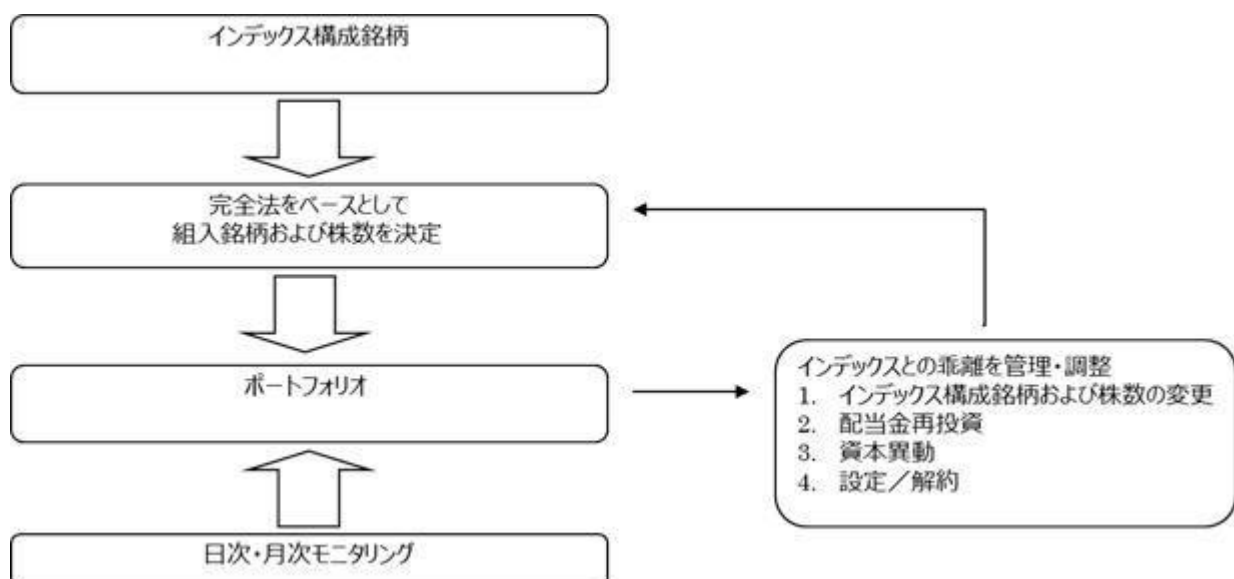 インデックス構成銘柄
完全法をベースとして
組入銘柄および株数を決定
ポートフォリオ
インデックスとの乖離を管理・調整
1. インデックス構成銘柄および株数の変更
2. 配当金再投資
3. 資本異動
4. 設定／解約
日次・月次モニタリング